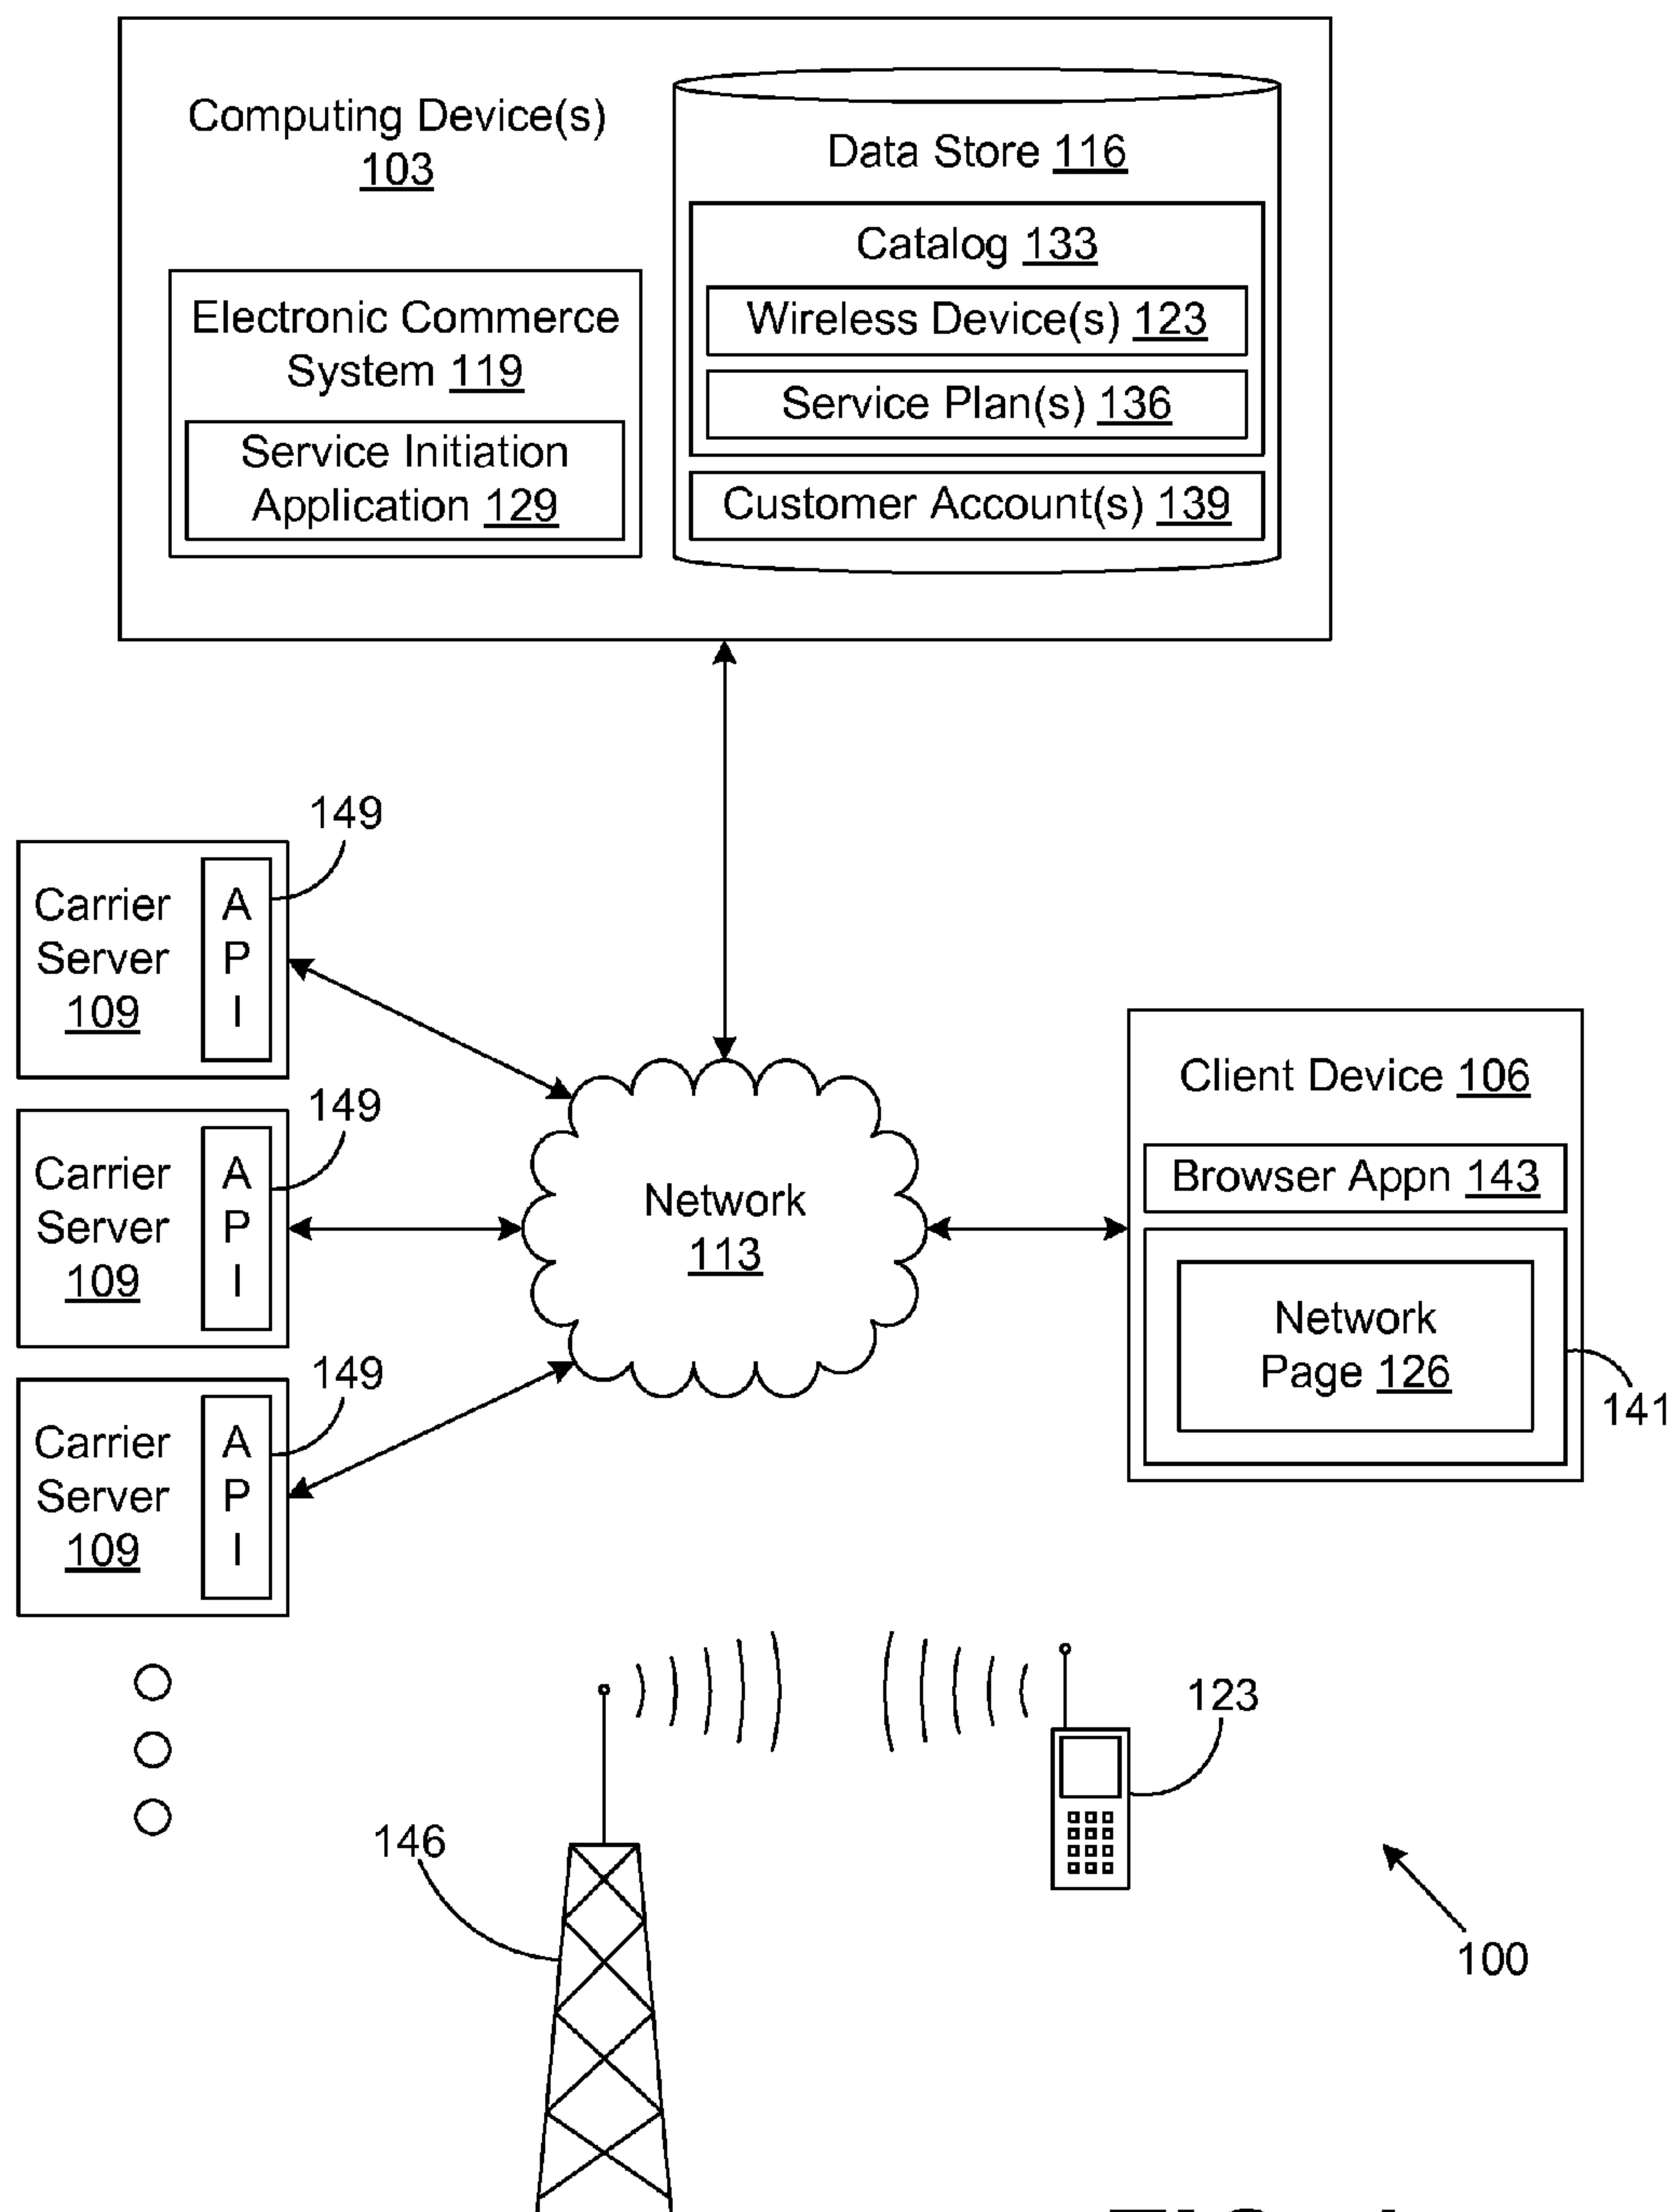 Computing Device(s)
103
Data Store 116
Catalog 133
Wireless Device(s) 123
Service Plan(s) 136
Customer Account(s) 139
Electronic Commerce
System 119
Service Initiation
Application 129
149
Carrier
Server
109
A
P
I
149
Carrier
Server
109
A
P
I
149
Carrier
Server
109
A
P
I
Network
113
Client Device 106
Browser Appn 143
Network
Page 126
141
123
146
100